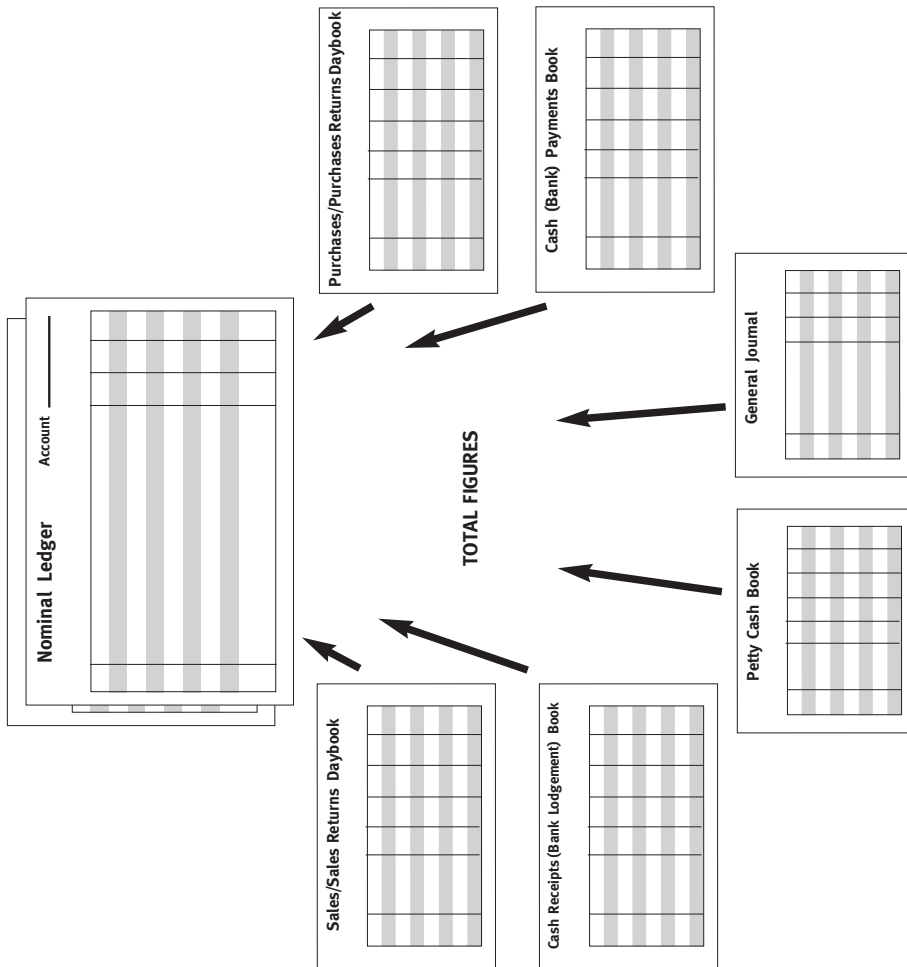 Nominal Ledger
Account
Sales/Sales Returns Daybook
Purchases/Purchases Returns Daybook
TOTAL FIGURES
Cash Receipts (Bank Lodgement) Book
Cash (Bank) Payments Book
Petty Cash Book
General Journal